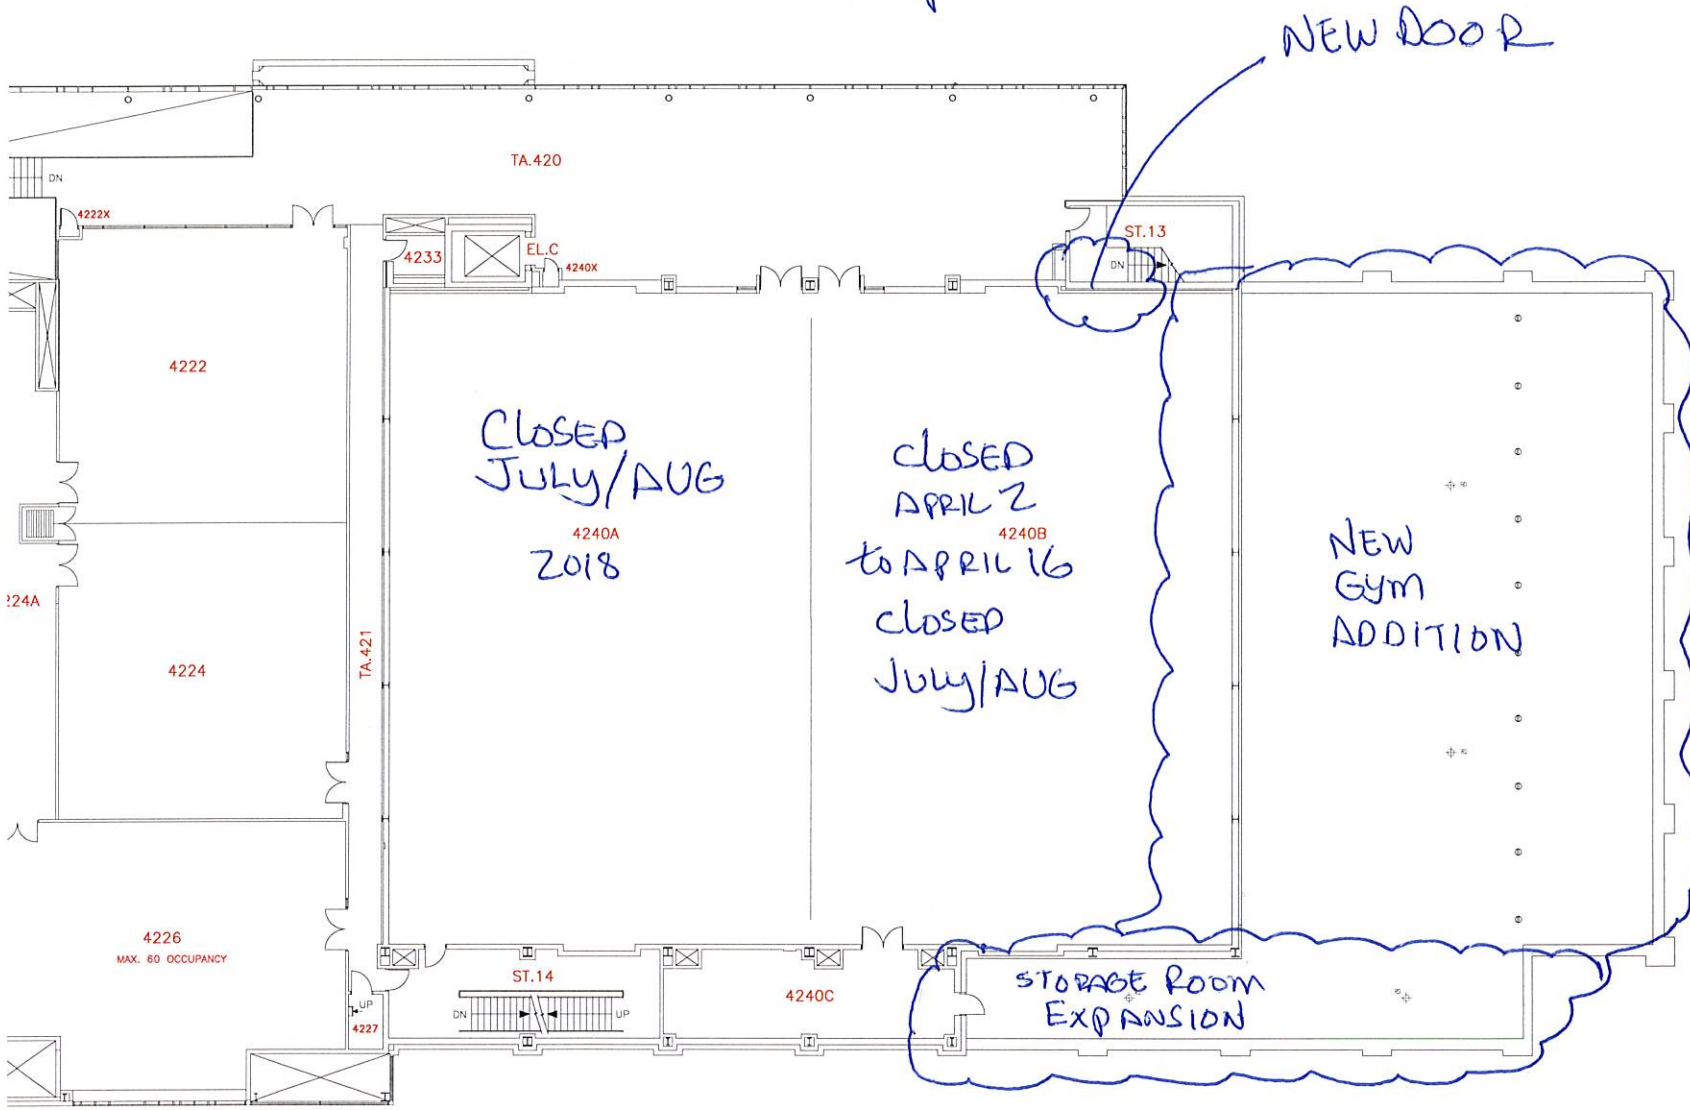 NEW DOOR
TA.420
DN
4222X
ST.13
4233
EL.C
4240X
DN
4222
CLOSED
JULY/AUG
4240A
2018
CLOSED
APRIL 2
4240B
to APRIL 16
CLOSED
JULY/AUG
NEW
GYM
ADDITION
224A
TA.421
4224
4226
MAX. 60 OCCUPANCY
ST.14
DN
UP
UP
4227
4240C
STORAGE ROOM
EXPANSION